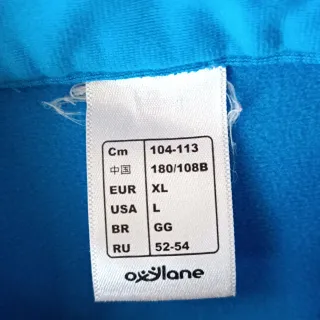 Cm 104-113
中国 180/108B
EUR XL
USA L
BR GG
RU 52-54
oxylane